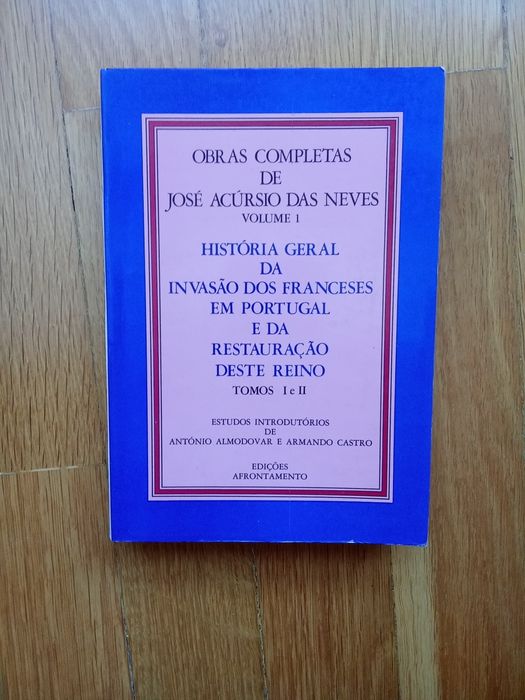 OBRAS COMPLETAS
DE
JOSÉ ACÚRSIO DAS NEVES
VOLUME 1
HISTÓRIA GERAL
DA
INVASÃO DOS FRANCESES
EM PORTUGAL
E DA
RESTAURAÇÃO
DESTE REINO
TOMOS I e II
ESTUDOS INTRODUTÓRIOS
DE
ANTÓNIO ALMODOVAR E ARMANDO CASTRO
EDIÇÕES
AFRONTAMENTO